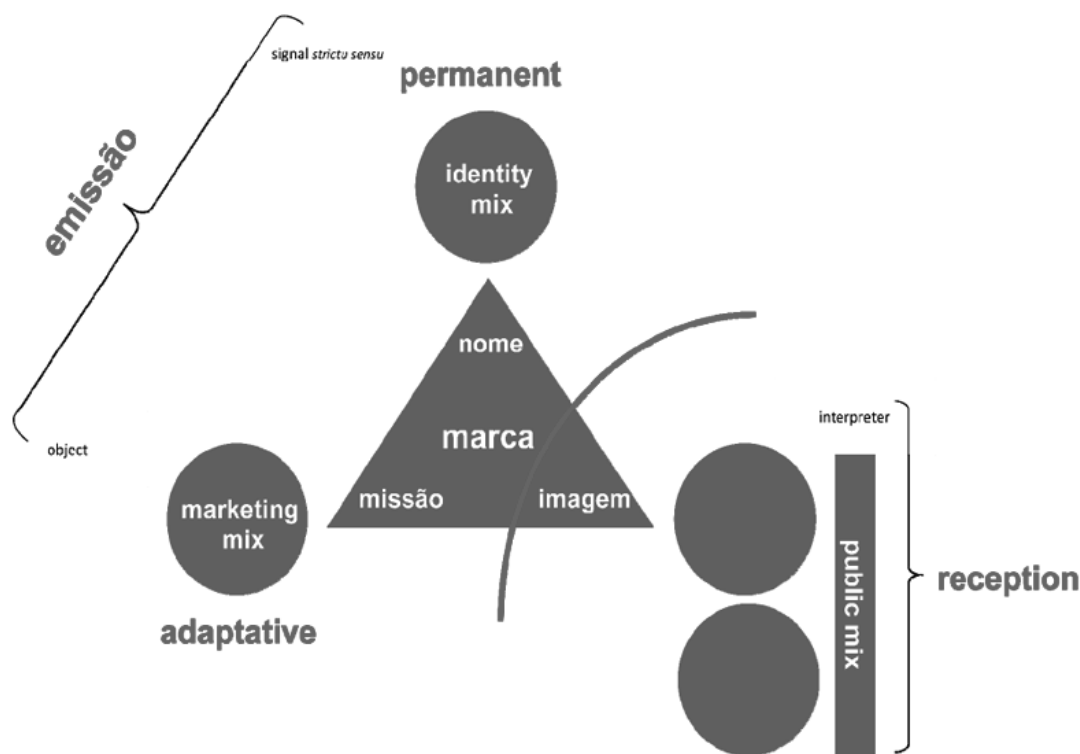 signal strictu sensu
permanent
emissão
identity
mix
nome
marca
missão
imagem
object
marketing
mix
adaptative
interpreter
public mix
reception